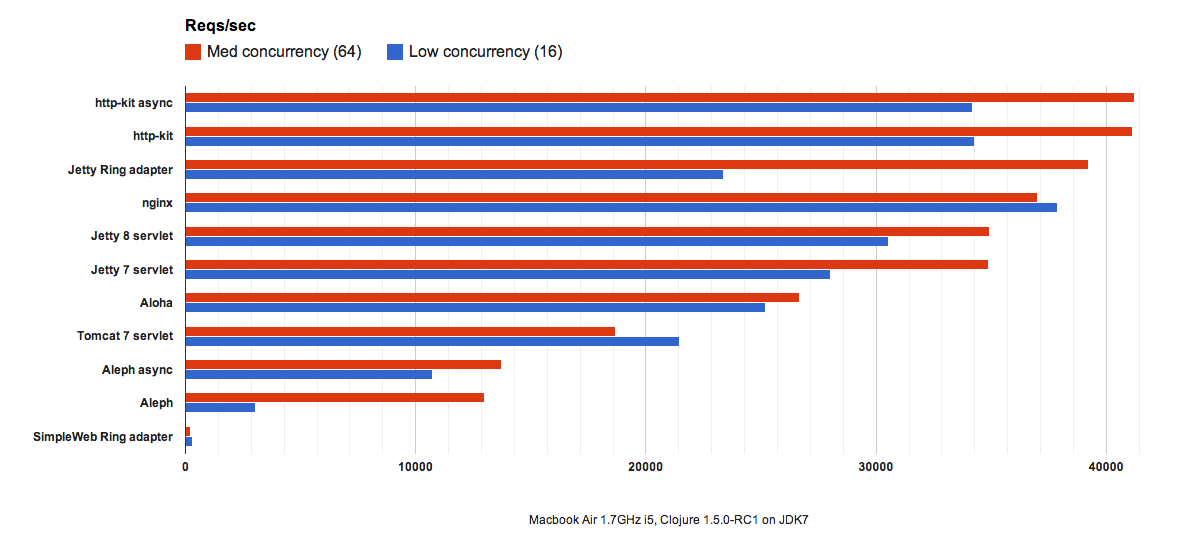 Reqs/sec
Med concurrency (64) Low concurrency (16)
http-kit async
http-kit
Jetty Ring adapter
nginx
Jetty 8 servlet
Jetty 7 servlet
Aloha
Tomcat 7 servlet
Aleph async
Aleph
SimpleWeb Ring adapter
0 10000 20000 30000 40000
Macbook Air 1.7GHz i5, Clojure 1.5.0-RC1 on JDK7